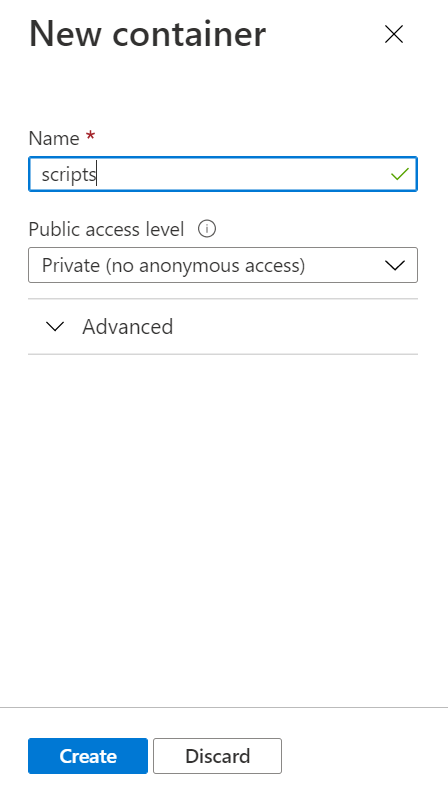 New container
Name *
scripts
Public access level
Private (no anonymous access)
Advanced
Create
Discard